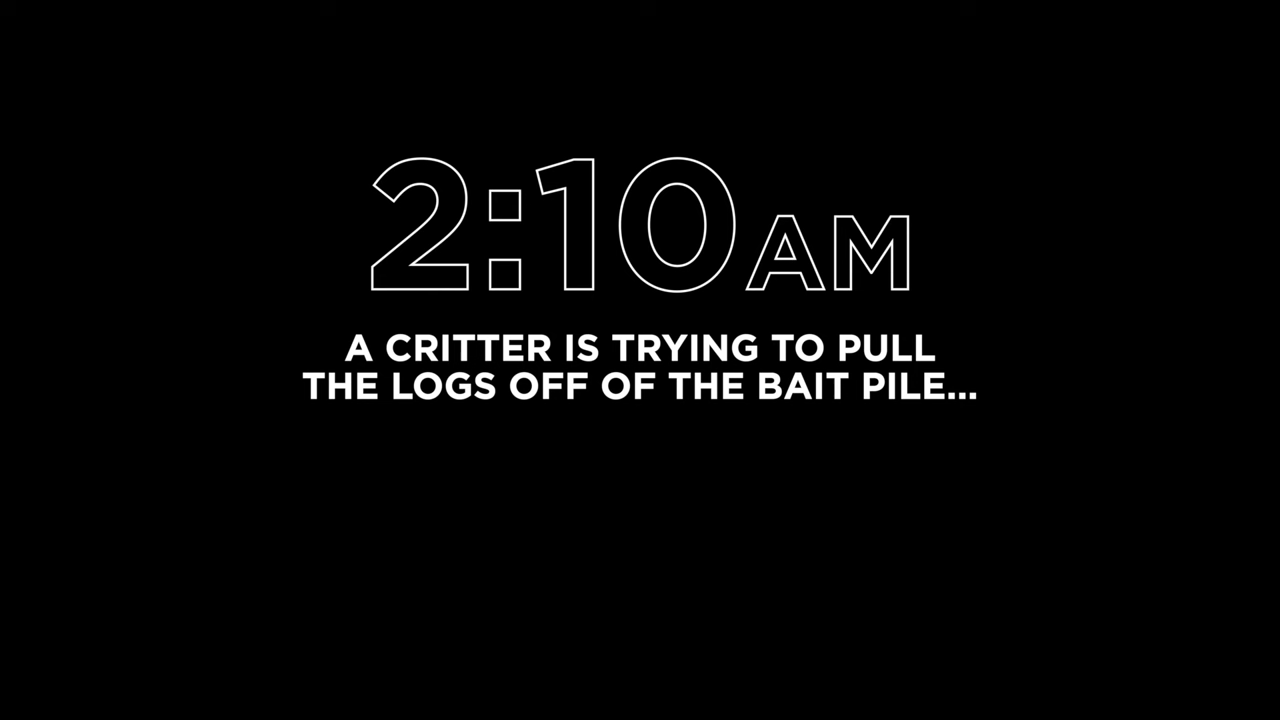 2:10AM
A CRITTER IS TRYING TO PULL
THE LOGS OFF OF THE BAIT PILE...